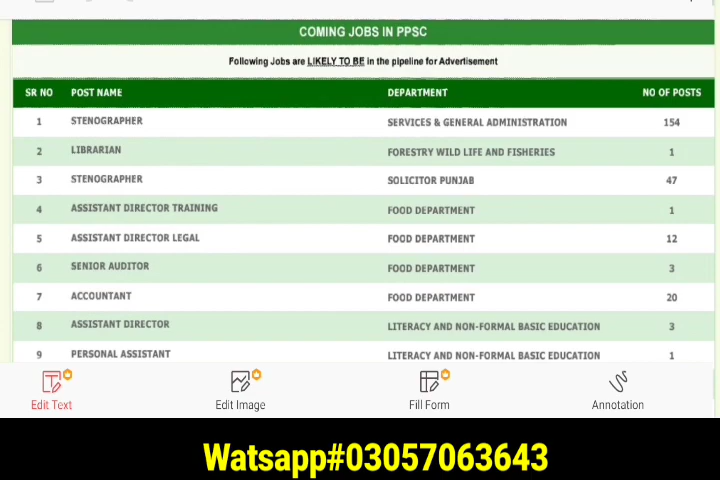 COMING JOBS IN PPSC
Following Jobs are LIKELY TO BE in the pipeline for Advertisement
SR NO POST NAME DEPARTMENT NO OF POSTS
1 STENOGRAPHER SERVICES & GENERAL ADMINISTRATION 154
2 LIBRARIAN FORESTRY WILD LIFE AND FISHERIES 1
3 STENOGRAPHER SOLICITOR PUNJAB 47
4 ASSISTANT DIRECTOR TRAINING FOOD DEPARTMENT 1
5 ASSISTANT DIRECTOR LEGAL FOOD DEPARTMENT 12
6 SENIOR AUDITOR FOOD DEPARTMENT 3
7 ACCOUNTANT FOOD DEPARTMENT 20
8 ASSISTANT DIRECTOR LITERACY AND NON-FORMAL BASIC EDUCATION 3
9 PERSONAL ASSISTANT LITERACY AND NON-FORMAL BASIC EDUCATION 1
Edit Text Edit Image Fill Form Annotation
Watsapp#03057063643